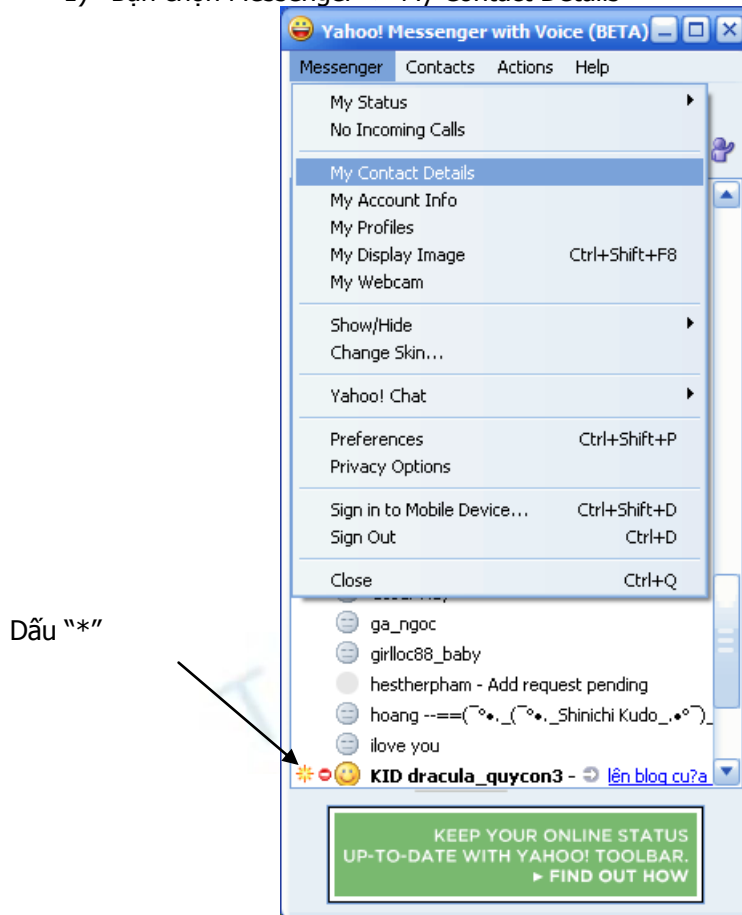 Yahoo! Messenger with Voice (BETA)
Messenger Contacts Actions Help
My Status
No Incoming Calls
My Contact Details
My Account Info
My Profiles
My Display Image Ctrl+Shift+F8
My Webcam
Show/Hide
Change Skin...
Yahoo! Chat
Preferences Ctrl+Shift+P
Privacy Options
Sign in to Mobile Device... Ctrl+Shift+D
Sign Out Ctrl+D
Close Ctrl+Q
ga_ngoc
Dấu “*”
girlloc88_baby
hestherpham - Add request pending
hoang --==(¯°•._(¯°•._Shinichi Kudo_.•°¯)_
ilove you
KID dracula_quycon3 - lên blog cu?a
KEEP YOUR ONLINE STATUS
UP-TO-DATE WITH YAHOO! TOOLBAR.
► FIND OUT HOW